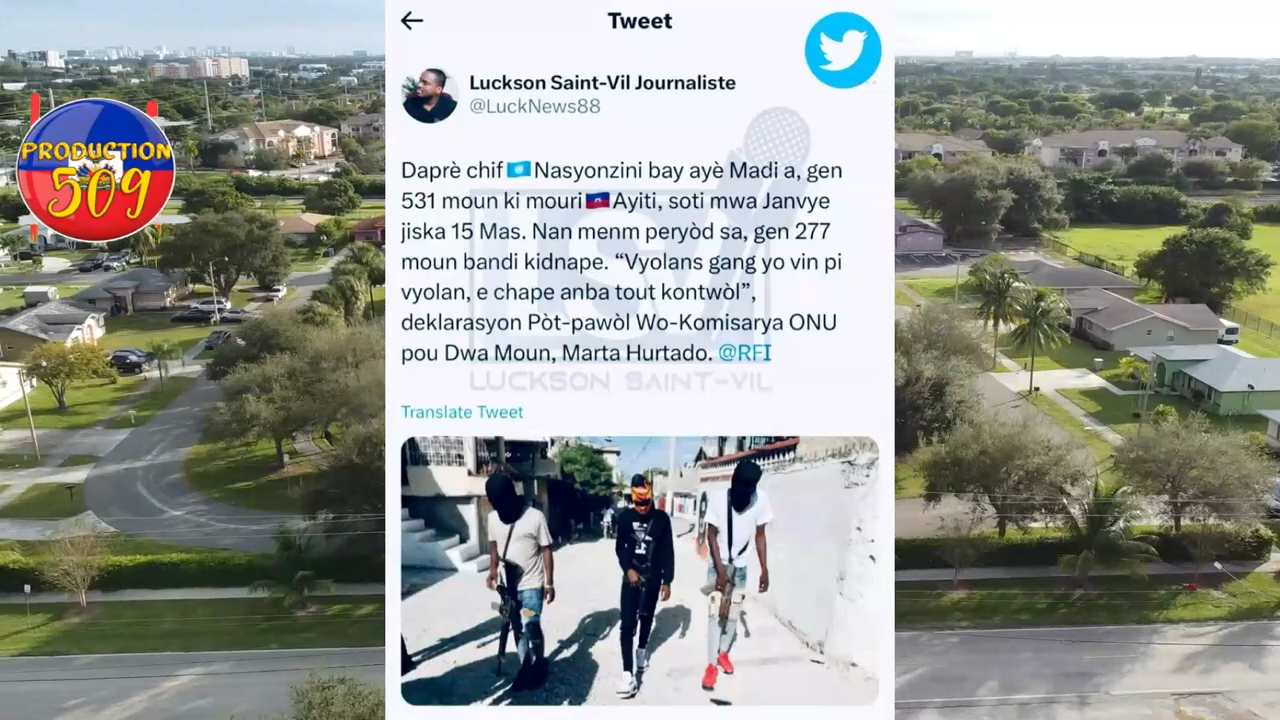 Tweet
PRODUCTION
509
Luckson Saint-Vil Journaliste
@LuckNews88
Daprè chif Nasyonzini bay ayè Madi a, gen
531 moun ki mouri Ayiti, soti mwa Janvye
jiska 15 Mas. Nan menm peryòd sa, gen 277
moun bandi kidnape. “Vyolans gang yo vin pi
vyolan, e chape anba tout kontwòl”,
deklarasyon Pòt-pawòl Wo-Komisarya ONU
pou Dwa Moun, Marta Hurtado. @RFI
LUCKSON SAINT-VIL
Translate Tweet